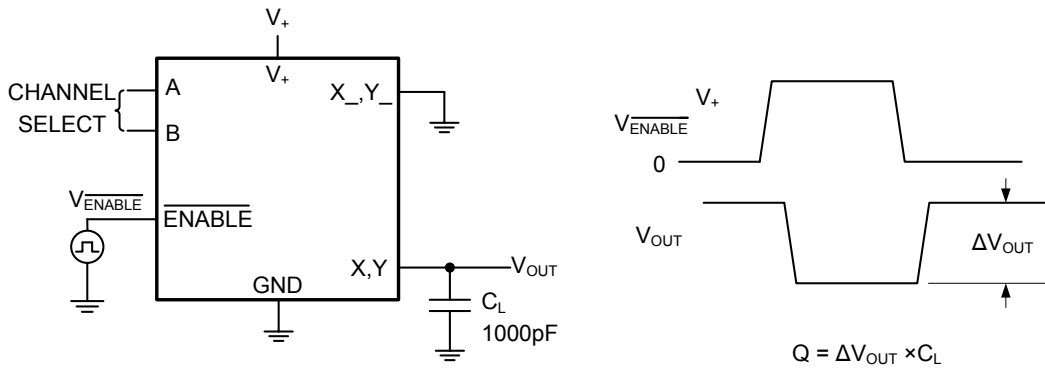 V+
V+
CHANNEL
SELECT
A
B
X_,Y_
VENABLE
ENABLE
X,Y
VOUT
GND
CL
1000pF
V+
VENABLE
0
VOUT
ΔVOUT
Q = ΔVOUT ×CL